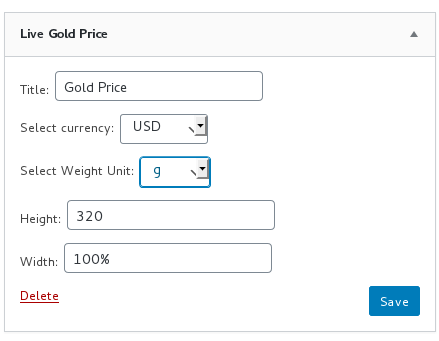 Live Gold Price
Title: Gold Price
Select currency: USD
Select Weight Unit: g
Height: 320
Width: 100%
Delete Save